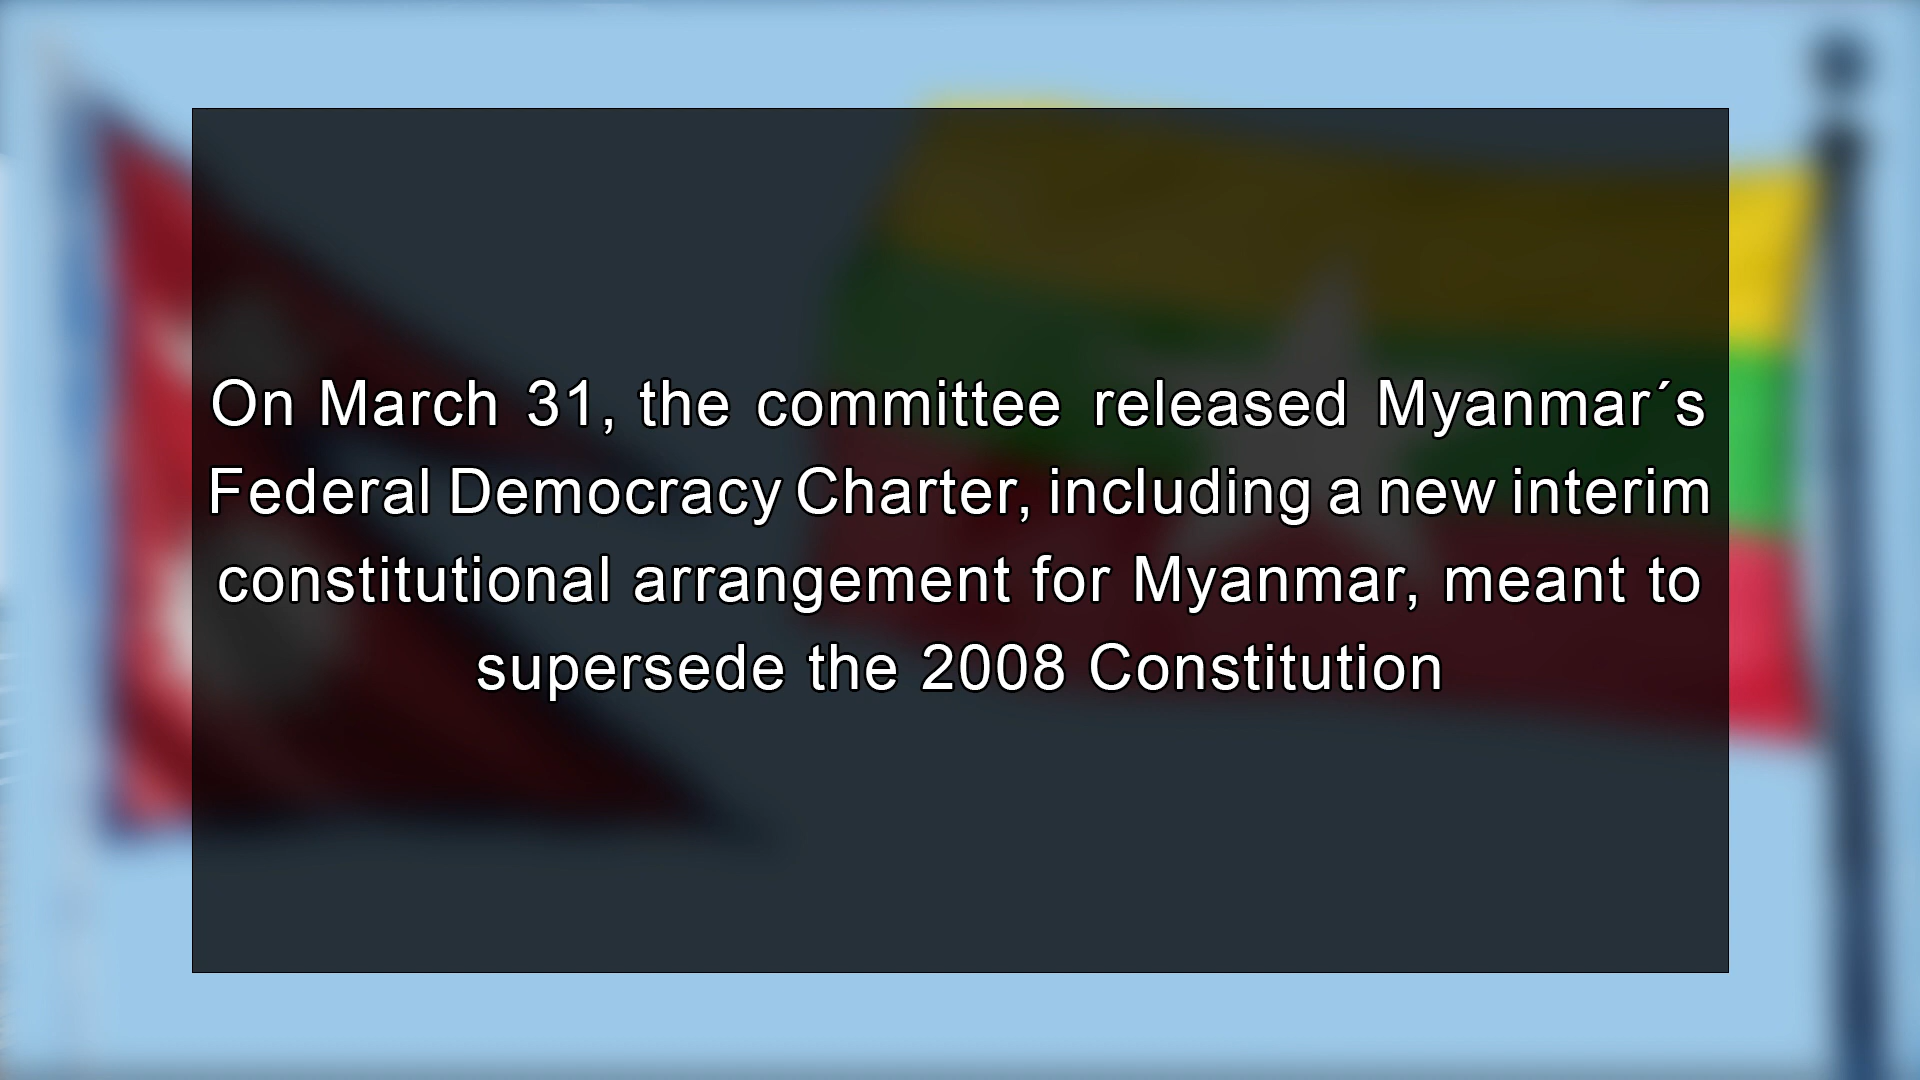 On March 31, the committee released Myanmar´s
Federal Democracy Charter, including a new interim
constitutional arrangement for Myanmar, meant to
supersede the 2008 Constitution